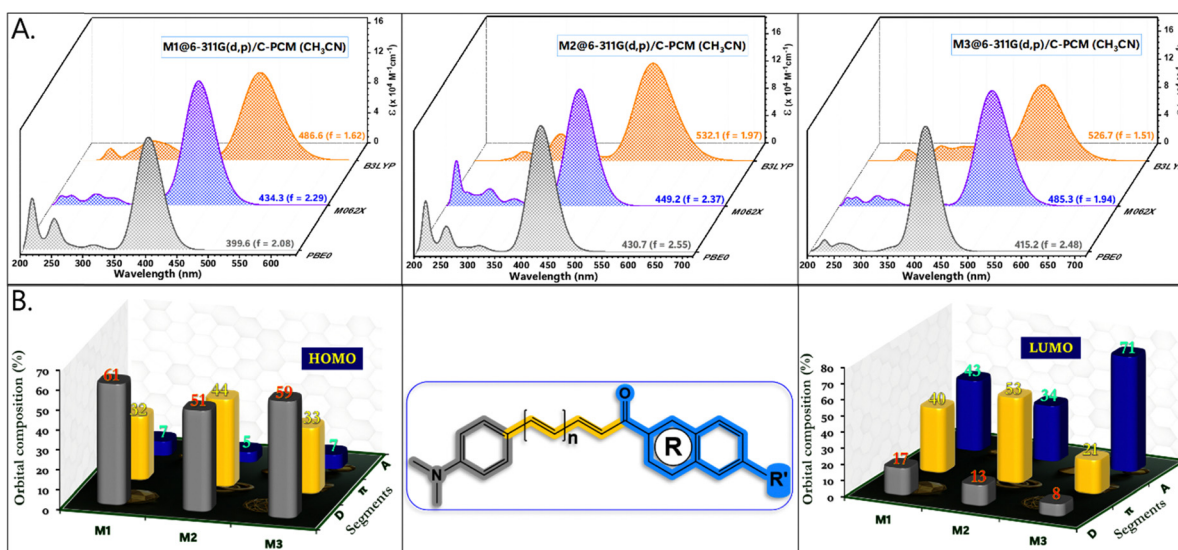 A.
M1@6-311G(d,p)/C-PCM (CH₃CN)
16
12
8
4
0
Ɛ (x 10⁴ M⁻¹cm⁻¹)
486.6 (f = 1.62)
B3LYP
434.3 (f = 2.29)
M062X
399.6 (f = 2.08)
PBE0
200 250 300 350 400 450 500 550 600
Wavelength (nm)
M2@6-311G(d,p)/C-PCM (CH₃CN)
16
12
8
4
0
ε (x 10⁴ M⁻¹cm⁻¹)
532.1 (f = 1.97)
B3LYP
449.2 (f = 2.37)
M062X
430.7 (f = 2.55)
PBE0
200 250 300 350 400 450 500 550 600 650 700
Wavelength (nm)
M3@6-311G(d,p)/C-PCM (CH₃CN)
16
12
8
4
0
ε (x 10⁴ M⁻¹cm⁻¹)
526.7 (f = 1.51)
B3LYP
485.3 (f = 1.94)
M062X
415.2 (f = 2.48)
PBE0
200 250 300 350 400 450 500 550 600 650 700
Wavelength (nm)
B.
HOMO
Orbital composition (%)
70
60
50
40
30
20
10
0
61 32 7
51 44 5
59 33 7
M1 M2 M3
D π A
Segments
O
n
R
R'
N
LUMO
Orbital composition (%)
80
70
60
50
40
30
20
10
0
17 40 43
13 53 34
8 21 71
M1 M2 M3
D π A
Segments